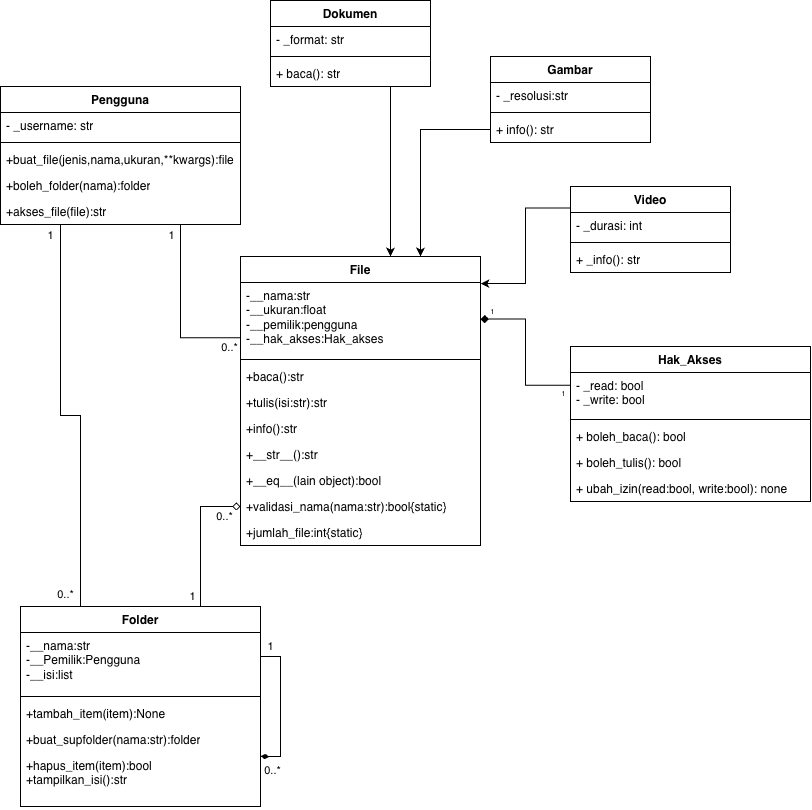 Dokumen
- _format: str
+ baca(): str
Gambar
- _resolusi:str
+ info(): str
Pengguna
- _username: str
+buat_file(jenis,nama,ukuran,**kwargs):file
+boleh_folder(nama):folder
+akses_file(file):str
1
1
Video
- _durasi: int
+ _info(): str
File
-__nama:str
-__ukuran:float
-__pemilik:pengguna
-__hak_akses:Hak_akses
+baca():str
+tulis(isi:str):str
+info():str
+__str__():str
+__eq__(lain object):bool
+validasi_nama(nama:str):bool{static}
+jumlah_file:int{static}
0..*
1
1
Hak_Akses
- _read: bool
- _write: bool
+ boleh_baca(): bool
+ boleh_tulis(): bool
+ ubah_izin(read:bool, write:bool): none
0..*
0..*
1
Folder
-__nama:str
-__Pemilik:Pengguna
-__isi:list
+tambah_item(item):None
+buat_supfolder(nama:str):folder
+hapus_item(item):bool
+tampilkan_isi():str
1
0..*